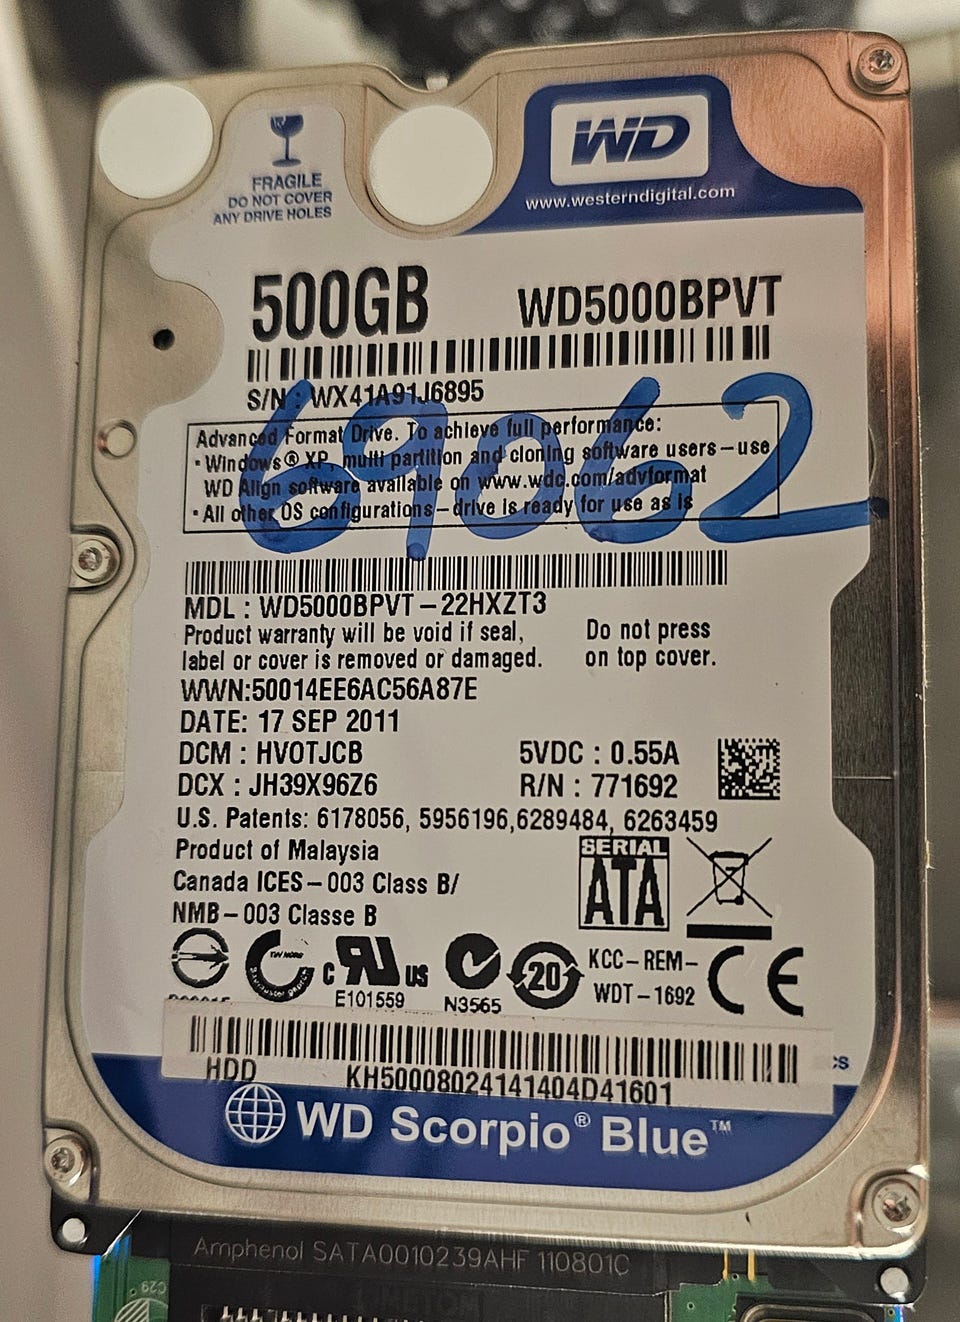 FRAGILE
DO NOT COVER
ANY DRIVE HOLES
WD
www.westerndigital.com
500GB WD5000BPVT
S/N : WX41A91J6895
69062
Advanced Format Drive. To achieve full performance:
• Windows® XP, multi partition and cloning software users-use
WD Align software available on www.wdc.com/advformat
• All other OS configurations-drive is ready for use as is
MDL : WD5000BPVT-22HXZT3
Product warranty will be void if seal,
label or cover is removed or damaged.
Do not press
on top cover.
WWN:50014EE6AC56A87E
DATE: 17 SEP 2011
DCM : HVOTJCB
DCX : JH39X96Z6
5VDC : 0.55A
R/N : 771692
U.S. Patents: 6178056, 5956196,6289484, 6263459
Product of Malaysia
Canada ICES-003 Class B/
NMB-003 Classe B
SERIAL
ATA
c RU US
E101559
N3565
20
KCC-REM-
WDT-1692
CE
HDD KH50008024141404D41601
WD Scorpio® Blue™
Amphenol SATA0010239AHF 110801C
C29